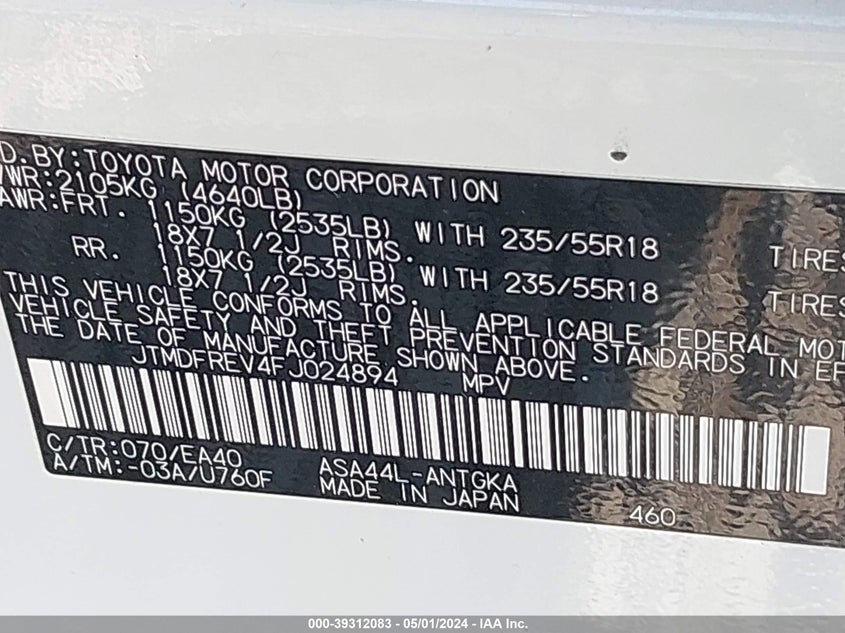 D.BY:TOYOTA MOTOR CORPORATION
VWR:2105KG (4640LB)
AWR:FRT. 1150KG (2535LB) WITH 235/55R18 TIRES
18X7 1/2J RIMS.
RR. 1150KG (2535LB) WITH 235/55R18 TIRES
18X7 1/2J RIMS.
THIS VEHICLE CONFORMS TO ALL APPLICABLE FEDERAL MOT
VEHICLE SAFETY AND THEFT PREVENTION STANDARDS IN EF
THE DATE OF MANUFACTURE SHOWN ABOVE.
JTMDFREV4FJ024894 MPV
C/TR:070/EA40 ASA44L-ANTGKA
A/TM:-03A/U760F MADE IN JAPAN
460
000-39312083 - 05/01/2024 - IAA Inc.